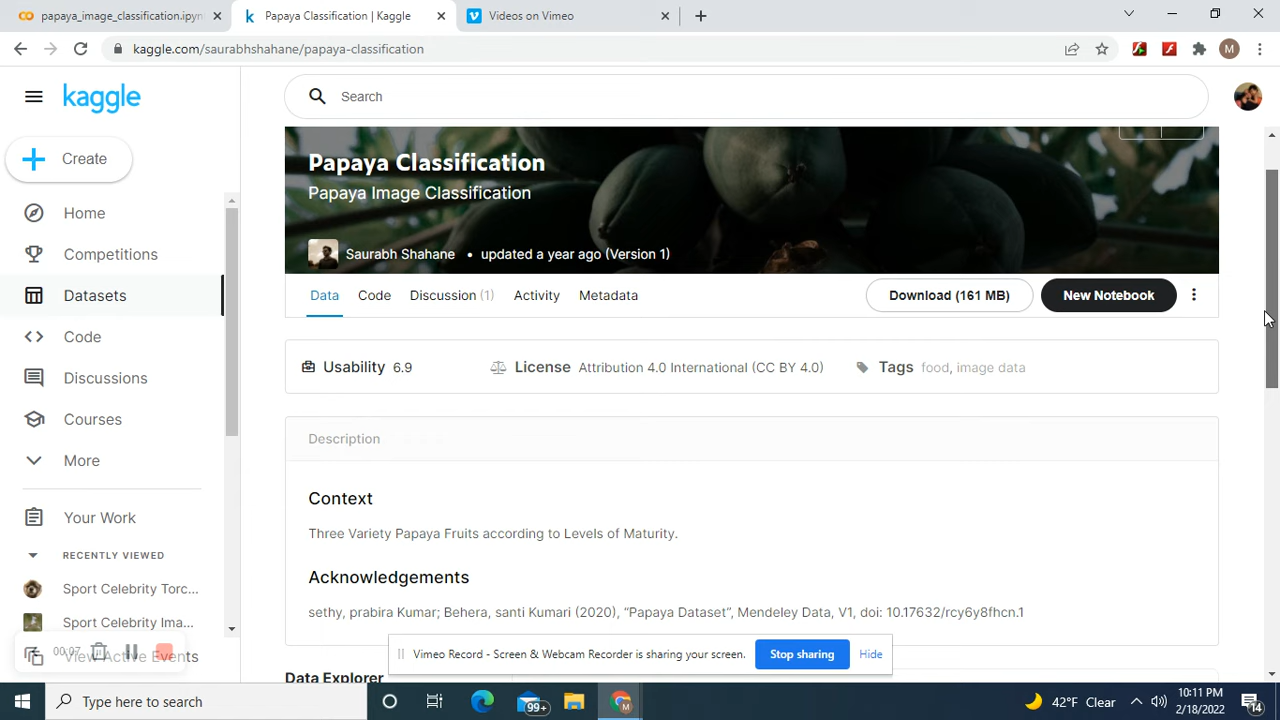 papaya_image_classification.ipyn
Papaya Classification | Kaggle
Videos on Vimeo
kaggle.com/saurabhshahane/papaya-classification
M
kaggle
Search
Create
Home
Competitions
Datasets
Code
Discussions
Courses
More
Your Work
RECENTLY VIEWED
Sport Celebrity Torc...
Sport Celebrity Ima...
View Active Events
00:07
Papaya Classification
Papaya Image Classification
Saurabh Shahane • updated a year ago (Version 1)
Data Code Discussion (1) Activity Metadata
Download (161 MB) New Notebook
Usability 6.9 License Attribution 4.0 International (CC BY 4.0) Tags food, image data
Description
Context
Three Variety Papaya Fruits according to Levels of Maturity.
Acknowledgements
sethy, prabira Kumar; Behera, santi Kumari (2020), “Papaya Dataset”, Mendeley Data, V1, doi: 10.17632/rcy6y8fhcn.1
Vimeo Record - Screen & Webcam Recorder is sharing your screen. Stop sharing Hide
Data Explorer
Type here to search
99+
M
42°F Clear
10:11 PM
2/18/2022
14